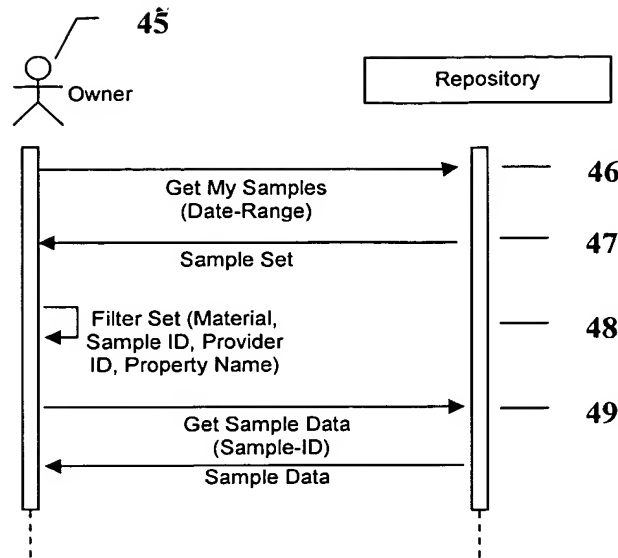 45
Owner
Repository
46
Get My Samples
(Date-Range)
47
Sample Set
Filter Set (Material,
Sample ID, Provider
ID, Property Name)
48
49
Get Sample Data
(Sample-ID)
Sample Data